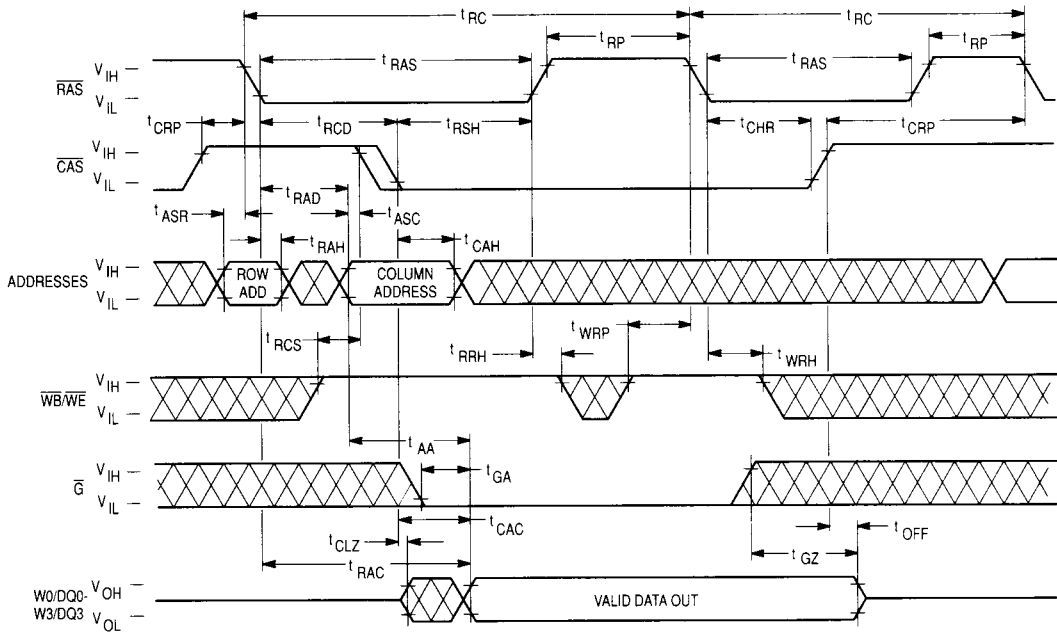 tRC tRC
tRP tRP
tRAS tRAS
VIH
RAS
VIL
tCRP tRCD tRSH tCHR tCRP
VIH
CAS
VIL
tRAD
tASR tASC
tRAH tCAH
VIH
ADDRESSES ROW ADD COLUMN ADDRESS
VIL
tRCS tRRH tWRP tWRH
VIH
WB/WE
VIL
tAA
VIH
G tGA
VIL
tCAC
tCLZ tOFF
tRAC tGZ
VOH
W0/DQ0-
W3/DQ3 VALID DATA OUT
VOL